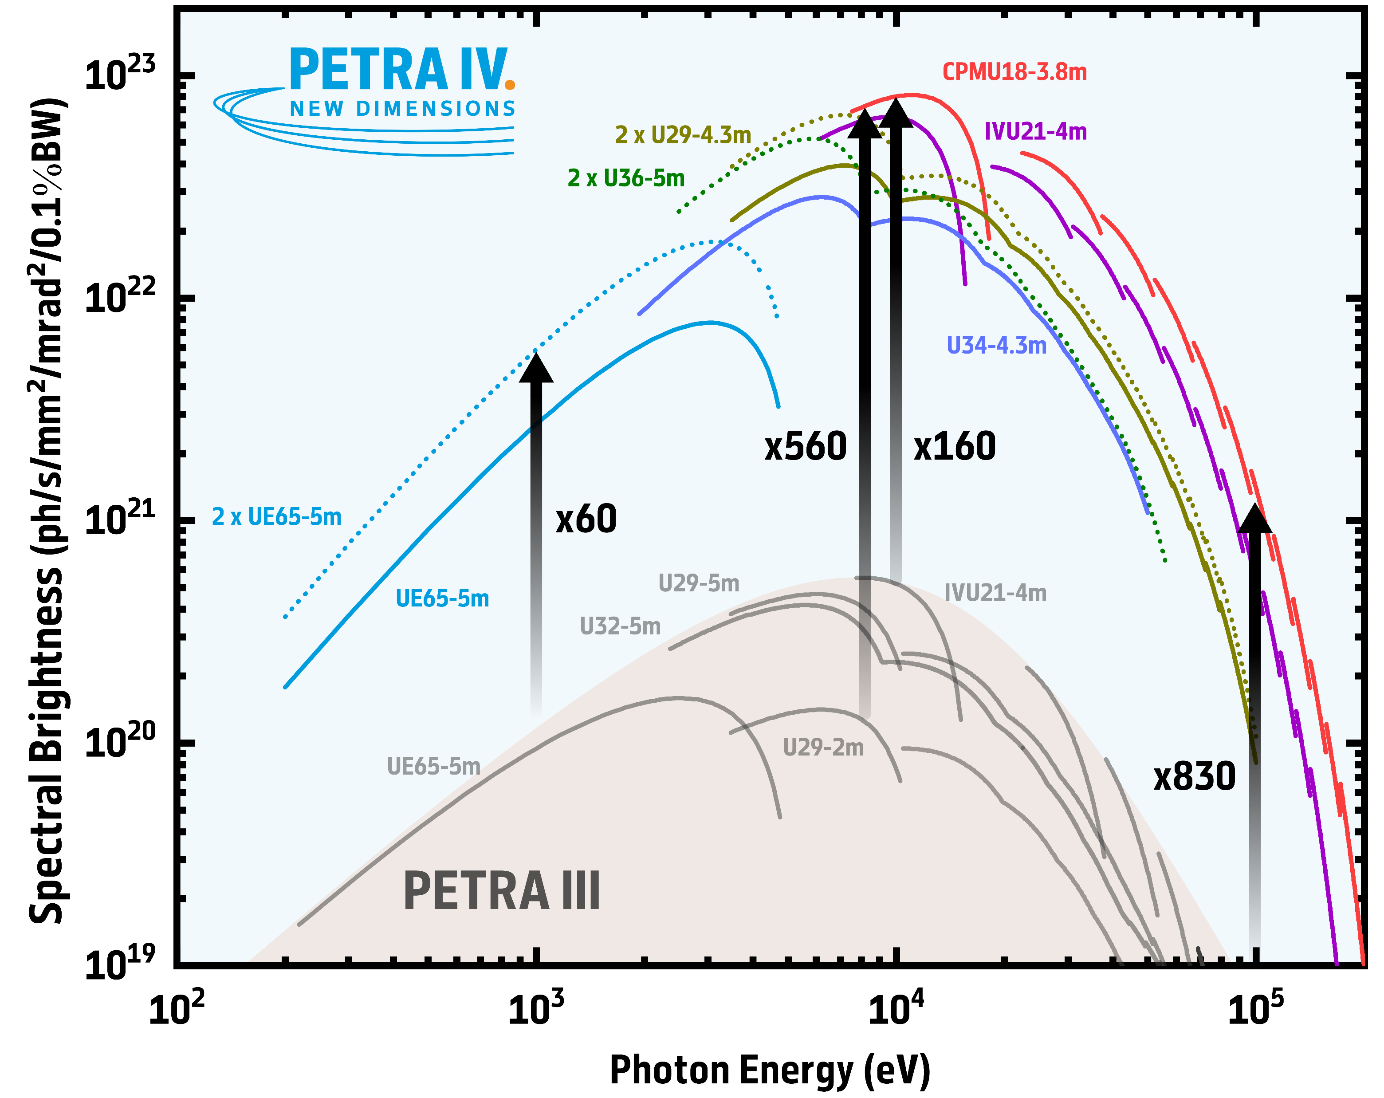 PETRA IV.
NEW DIMENSIONS
CPMU18-3.8m
IVU21-4m
2 x U29-4.3m
2 x U36-5m
U34-4.3m
x560
x160
2 x UE65-5m
x60
UE65-5m
U29-5m
IVU21-4m
U32-5m
U29-2m
UE65-5m
x830
PETRA III
Spectral Brightness (ph/s/mm²/mrad²/0.1%BW)
10²³
10²²
10²¹
10²⁰
10¹⁹
10² 10³ 10⁴ 10⁵
Photon Energy (eV)